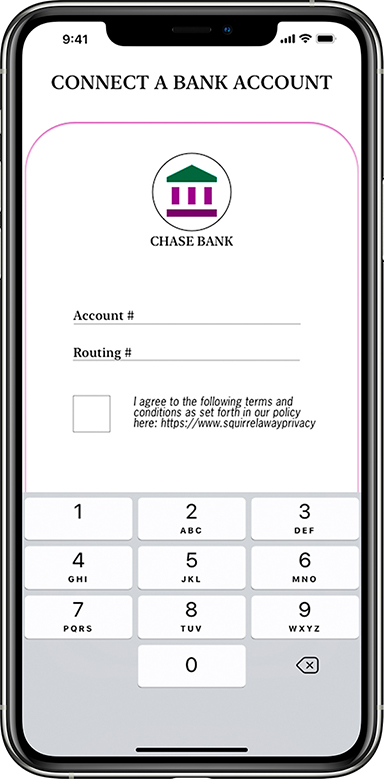 9:41
CONNECT A BANK ACCOUNT
CHASE BANK
Account #
Routing #
I agree to the following terms and
conditions as set forth in our policy
here: https://www.squirrelawayprivacy
1
2
3
ABC
DEF
4
5
6
GHI
JKL
MNO
7
8
9
PQRS
TUV
WXYZ
0